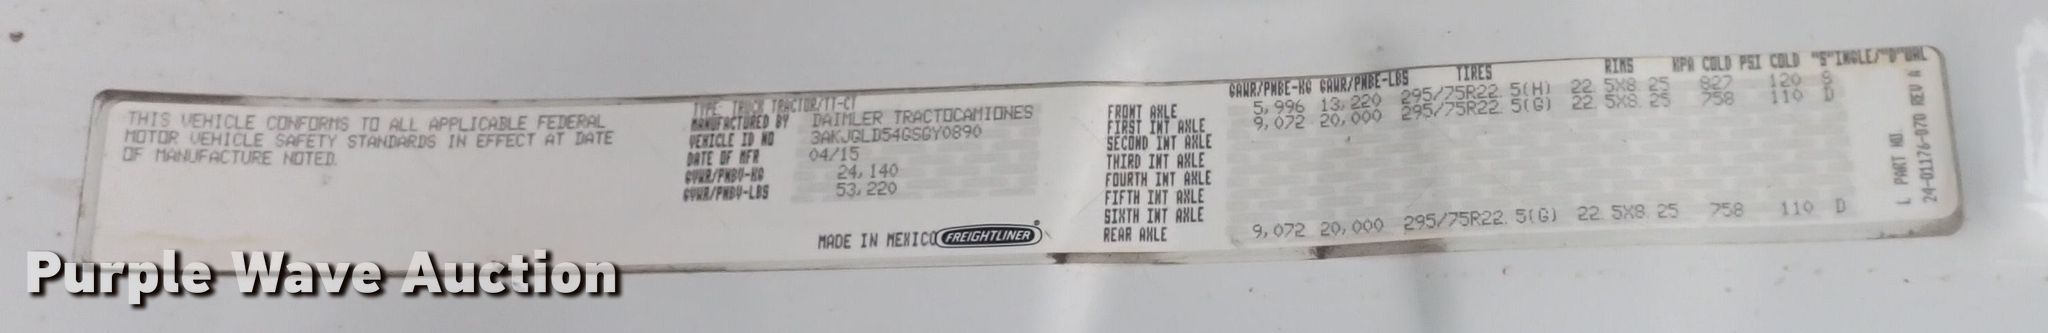 THIS VEHICLE CONFORMS TO ALL APPLICABLE FEDERAL
MOTOR VEHICLE SAFETY STANDARDS IN EFFECT AT DATE
OF MANUFACTURE NOTED.
TYPE: TRUCK TRACTOR/TT-CT
MANUFACTURED BY DAIMLER TRACTOCAMIONES
VEHICLE ID NO 3AKJGLD54GSGY0890
DATE OF MFR 04/15
GVWR/PNBV-KG 24,140
GVWR/PNBV-LBS 53,220
MADE IN MEXICO FREIGHTLINER
GAWR/PNBE-KG GAWR/PNBE-LBS TIRES RIMS KPA COLD PSI COLD "S"INGLE/"D"UAL
FRONT AXLE 5,996 13,220 295/75R22.5(H) 22.5X8.25 827 120 S
FIRST INT AXLE 9,072 20,000 295/75R22.5(G) 22.5X8.25 758 110 D
SECOND INT AXLE
THIRD INT AXLE
FOURTH INT AXLE
FIFTH INT AXLE
SIXTH INT AXLE
REAR AXLE 9,072 20,000 295/75R22.5(G) 22.5X8.25 758 110 D
L PART NO.
24-01176-070 REV A
Purple Wave Auction